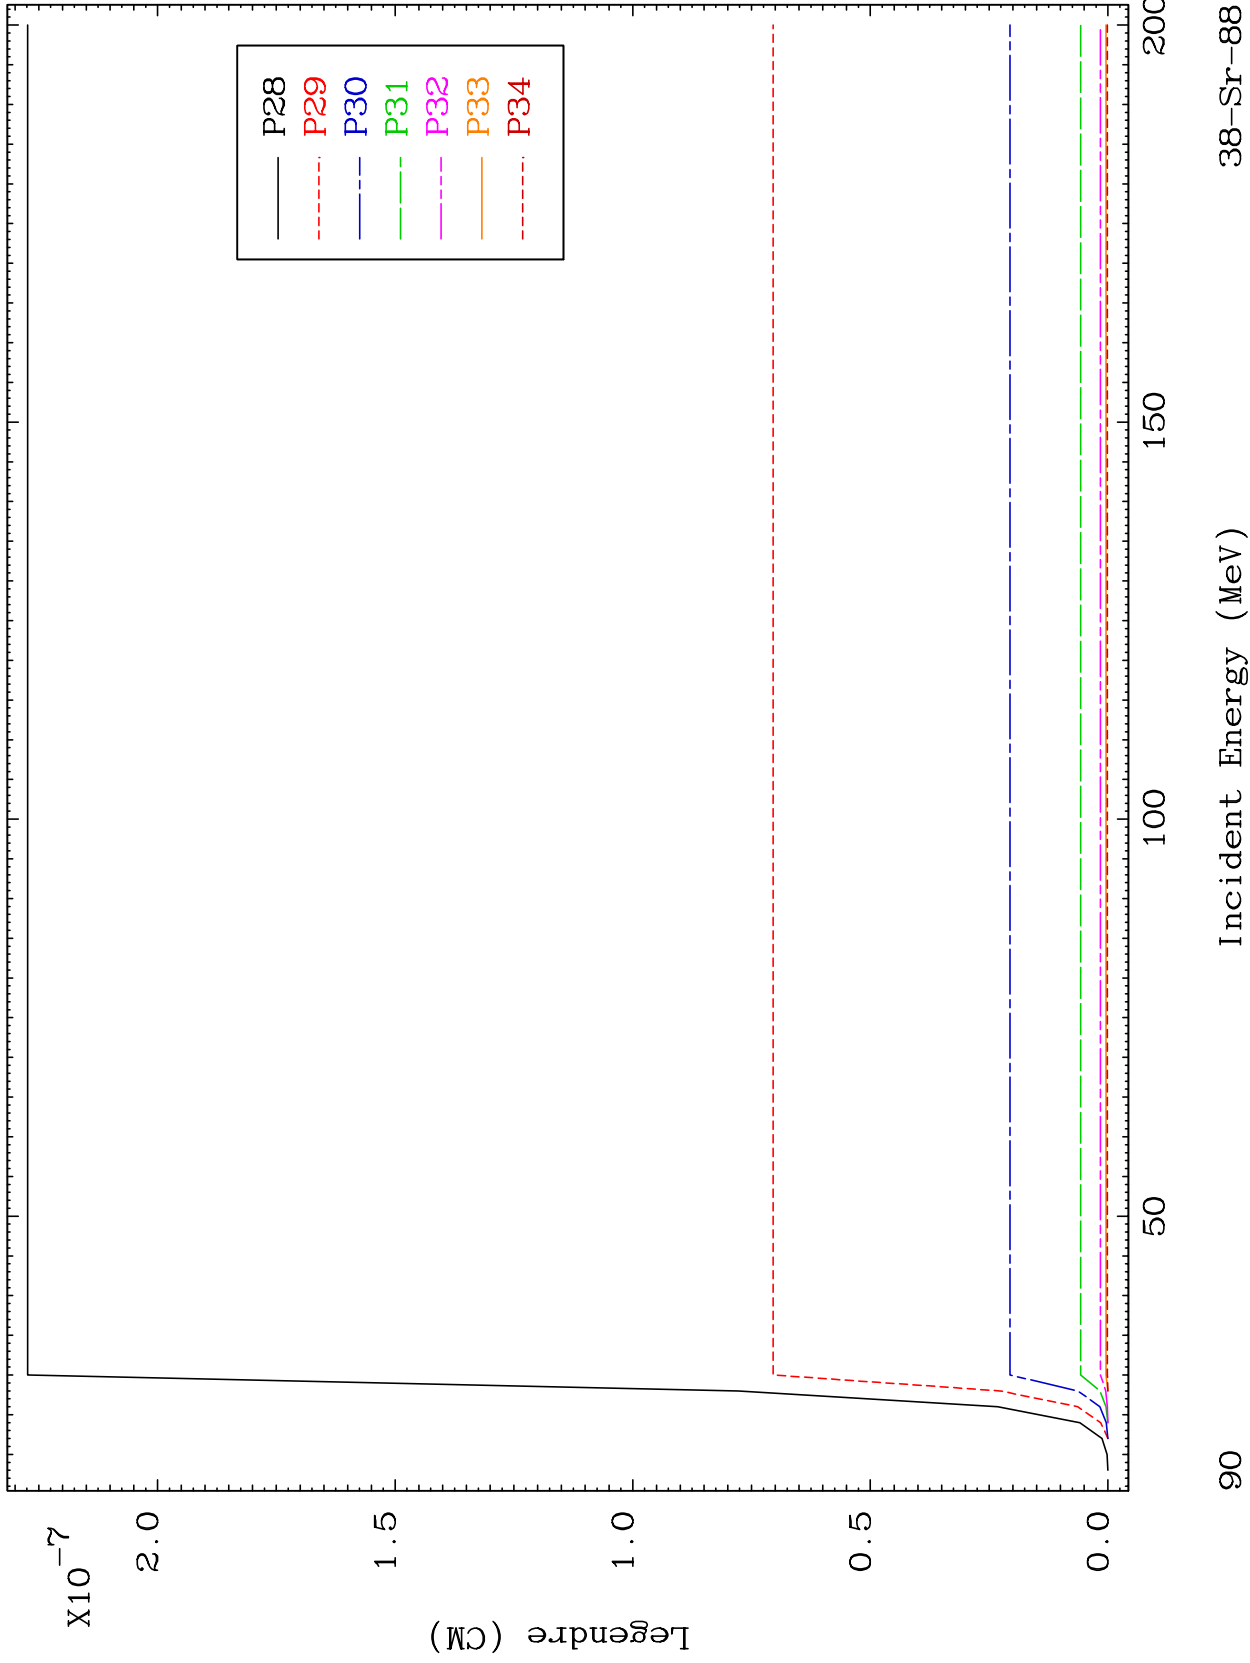 X10-7
2.0
1.5
1.0
0.5
0.0
Legendre (CM)
P28
P29
P30
P31
P32
P33
P34
50
100
150
200
Incident Energy (MeV)
90
38-Sr-88